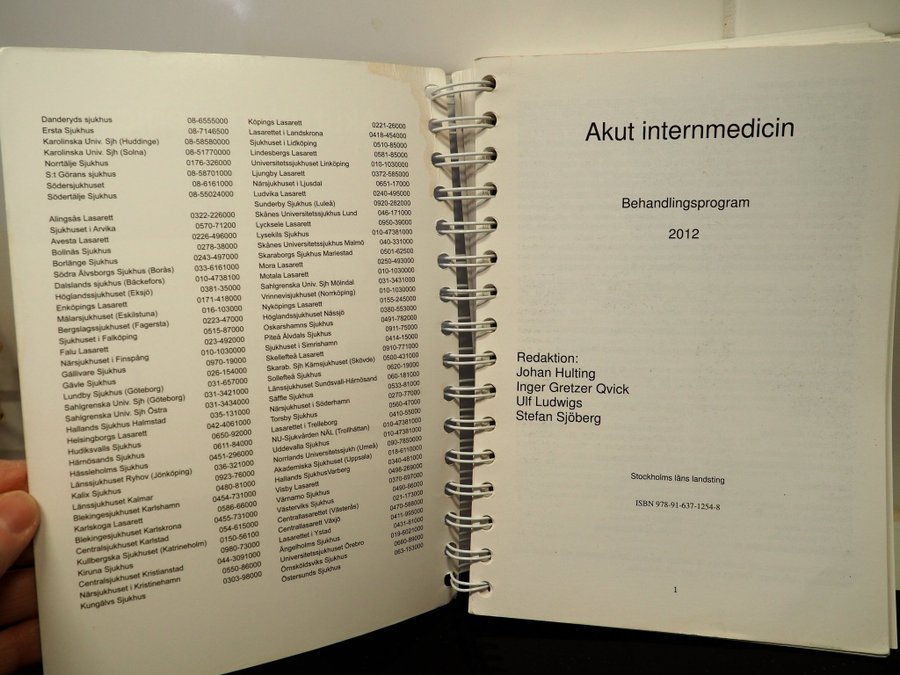 Danderyds sjukhus 08-6555000
Ersta Sjukhus 08-7146500
Karolinska Univ. Sjh (Huddinge) 08-58580000
Karolinska Univ. Sjh (Solna) 08-51770000
Norrtälje Sjukhus 0176-326000
S:t Görans sjukhus 08-58701000
Södersjukhuset 08-6161000
Södertälje Sjukhus 08-55024000
Alingsås Lasarett 0322-226000
Sjukhuset i Arvika 0570-71200
Avesta Lasarett 0226-496000
Bollnäs Sjukhus 0278-38000
Borlänge Sjukhus 0243-497000
Södra Älvsborgs Sjukhus (Borås) 033-6161000
Dalslands sjukhus (Bäckefors) 010-4738100
Höglandssjukhuset (Eksjö) 0381-35000
Enköpings Lasarett 0171-418000
Mälarsjukhuset (Eskilstuna) 016-103000
Bergslagssjukhuset (Fagersta) 0223-47000
Sjukhuset i Falköping 0515-87000
Falu Lasarett 023-492000
Närsjukhuset i Finspång 010-1030000
Gällivare Sjukhus 0970-19000
Gävle Sjukhus 026-154000
Lundby Sjukhus (Göteborg) 031-657000
Sahlgrenska Univ. Sjh (Göteborg) 031-3421000
Sahlgrenska Univ. Sjh Östra 031-3434000
Hallands Sjukhus Halmstad 035-131000
Helsingborgs Lasarett 042-4061000
Hudiksvalls Sjukhus 0650-92000
Härnösands Sjukhus 0611-84000
Hässleholms Sjukhus 0451-296000
Länssjukhuset Ryhov (Jönköping) 036-321000
Kalix Sjukhus 0923-76000
Länssjukhuset Kalmar 0480-81000
Blekingesjukhuset Karlshamn 0454-731000
Karlskoga Lasarett 0586-66000
Blekingesjukhuset Karlskrona 0455-731000
Centralsjukhuset Karlstad 054-615000
Kullbergska Sjukhuset (Katrineholm) 0150-56100
Kiruna Sjukhus 0980-73000
Centralsjukhuset Kristianstad 044-3091000
Närsjukhuset i Kristinehamn 0550-86000
Kungälvs Sjukhus 0303-98000
Köpings Lasarett 0221-26000
Lasarettet i Landskrona 0418-454000
Sjukhuset i Lidköping 0510-85000
Lindesbergs Lasarett 0581-85000
Universitetssjukhuset Linköping 010-1030000
Ljungby Lasarett 0372-585000
Närsjukhuset i Ljusdal 0651-17000
Ludvika Lasarett 0240-495000
Sunderby Sjukhus (Luleå) 0920-282000
Skånes Universitetssjukhus Lund 046-171000
Lycksele Lasarett 0950-39000
Lysekils Sjukhus 010-47381000
Skånes Universitetssjukhus Malmö 040-331000
Skaraborgs Sjukhus Mariestad 0501-62500
Mora Lasarett 0250-493000
Motala Lasarett 010-1030000
Sahlgrenska Univ. Sjh Mölndal 031-3431000
Vrinnevisjukhuset (Norrköping) 010-1030000
Nyköpings Lasarett 0155-245000
Höglandssjukhuset Nässjö 0380-553000
Oskarshamns Sjukhus 0491-782000
Piteå Älvdals Sjukhus 0911-75000
Sjukhuset i Simrishamn 0414-15000
Skellefteå Lasarett 0910-771000
Skarab. Sjh Kärnsjukhuset (Skövde) 0500-431000
Sollefteå Sjukhus 0620-19000
Länssjukhuset Sundsvall-Härnösand 060-181000
Säffle Sjukhus 0533-81000
Närsjukhuset i Söderhamn 0270-77000
Torsby Sjukhus 0560-47000
Lasarettet i Trelleborg 0410-55000
NU-Sjukvården NÄL (Trollhättan) 010-47381000
Uddevalla Sjukhus 010-47381000
Norrlands Universitetssjukh (Umeå) 090-7850000
Akademiska Sjukhuset (Uppsala) 018-6110000
Hallands SjukhusVarberg 0340-481000
Visby Lasarett 0498-269000
Värnamo Sjukhus 0370-697000
Västerviks Sjukhus 0490-86000
Centrallasarettet (Västerås) 021-173000
Centrallasarett Växjö 0470-588000
Lasarettet i Ystad 0411-995000
Ängelholms Sjukhus 0431-81000
Universitetssjukhuset Örebro 019-6021000
Örnsköldsviks Sjukhus 0660-89000
Östersunds Sjukhus 063-153000
Akut internmedicin
Behandlingsprogram
2012
Redaktion:
Johan Hulting
Inger Gretzer Qvick
Ulf Ludwigs
Stefan Sjöberg
Stockholms läns landsting
ISBN 978-91-637-1254-8
1